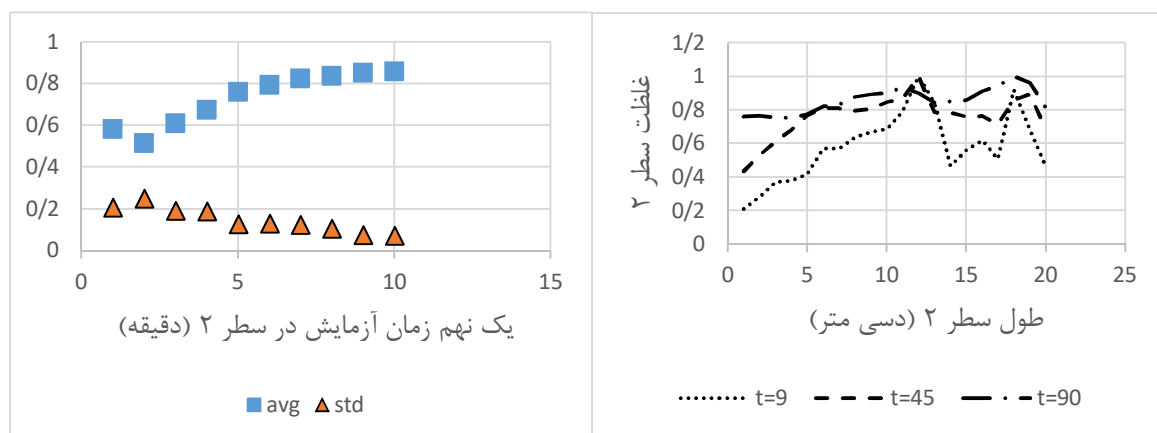 1
0/8
0/6
0/4
0/2
0
0 5 10 15
یک نهم زمان آزمایش در سطر ۲ (دقیقه)
avg std
1/2
1
0/8
0/6
0/4
0/2
0
غلظت سطر ۲
0 5 10 15 20 25
طول سطر ۲ (دسی متر)
t=9 t=45 t=90